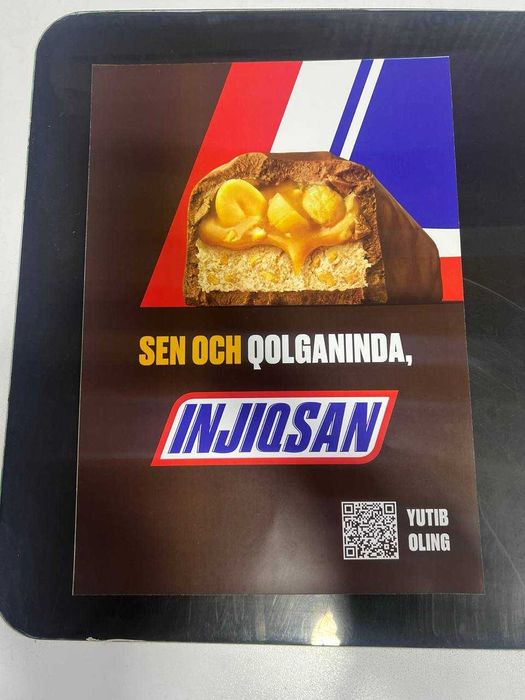 SEN OCH QOLGANINDA,
INJIQSAN
YUTIB
OLING